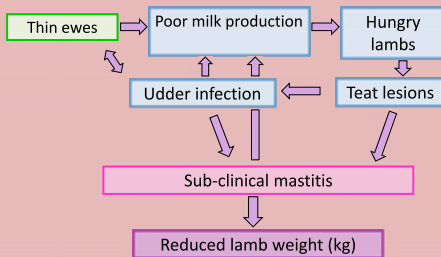 Thin ewes
Poor milk production
Hungry
lambs
Udder infection
Teat lesions
Sub-clinical mastitis
Reduced lamb weight (kg)